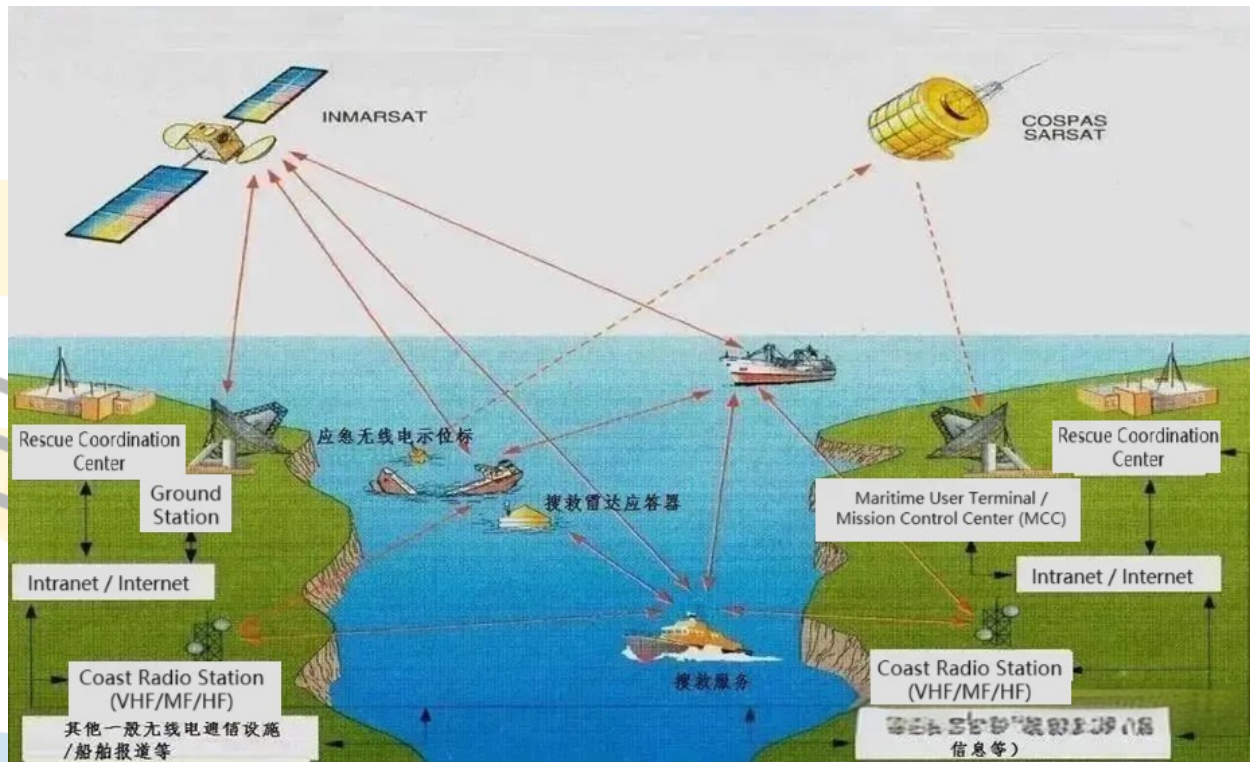 INMARSAT
COSPAS
SARSAT
应急无线电示位标
搜救雷达应答器
Rescue Coordination
Center
Ground
Station
Intranet / Internet
Coast Radio Station
(VHF/MF/HF)
其他一般无线电通信设施
/船舶报道等
搜救服务
Rescue Coordination
Center
Maritime User Terminal /
Mission Control Center (MCC)
Intranet / Internet
Coast Radio Station
(VHF/MF/HF)
信息等）